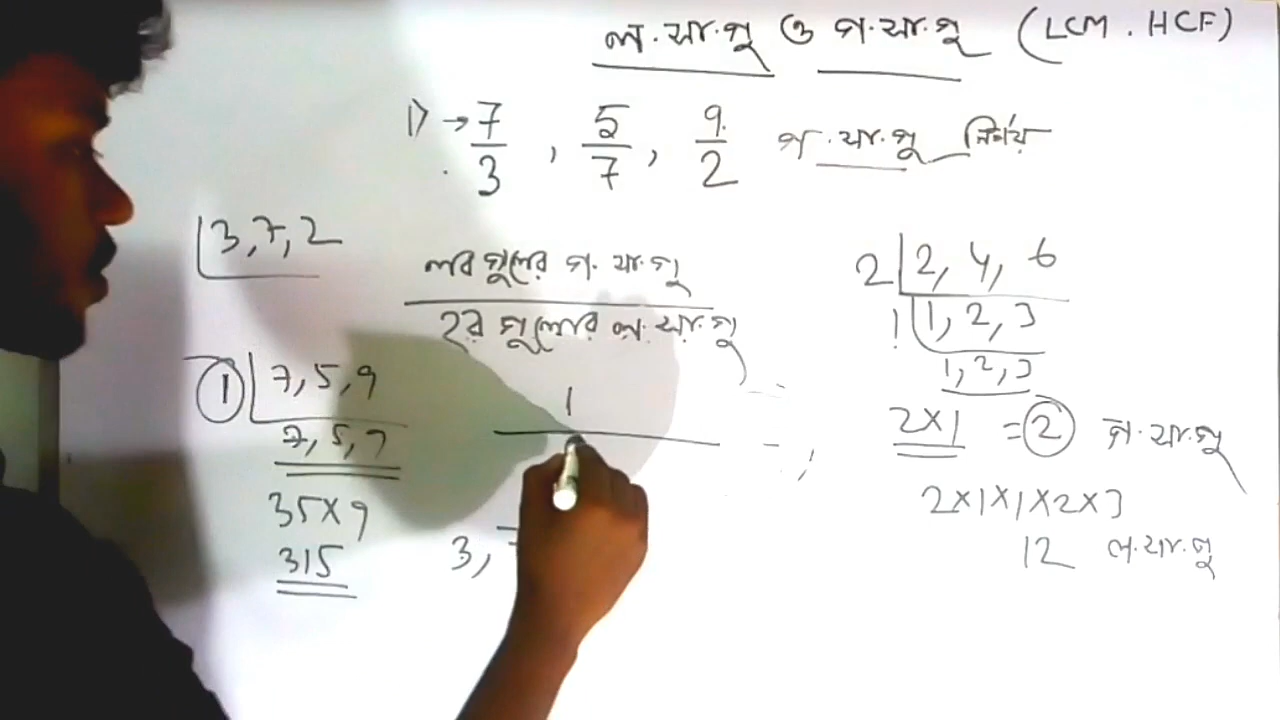 ল.সা.গু ও গ.সা.গু (LCM . HCF)
1) → 7/3 , 5/7 , 9/2 গ.সা.গু নির্ণয়
3, 7, 2
লব গুলোর গ.সা.গু
হর গুলোর ল.সা.গু
1
1 7, 5, 9
7, 5, 9
35×9
315
3, 7
2 2, 4, 6
1 1, 2, 3
1, 2, 3
2×1 = 2 গ.সা.গু
2×1×1×2×3
12 ল.সা.গু